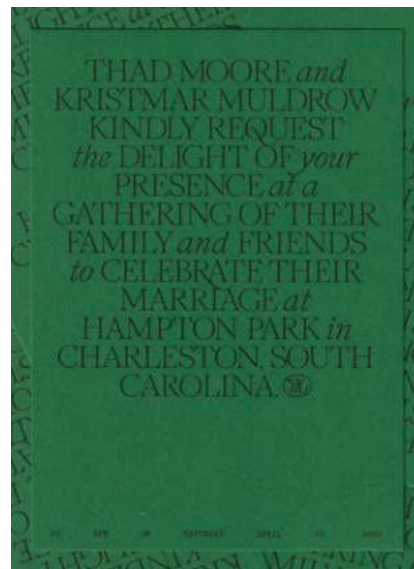 THAD MOORE and
KRISTMAR MULDROW
KINDLY REQUEST
the DELIGHT OF your
PRESENCE at a
GATHERING OF THEIR
FAMILY and FRIENDS
to CELEBRATE THEIR
MARRIAGE at
HAMPTON PARK in
CHARLESTON, SOUTH
CAROLINA.
SATURDAY APRIL